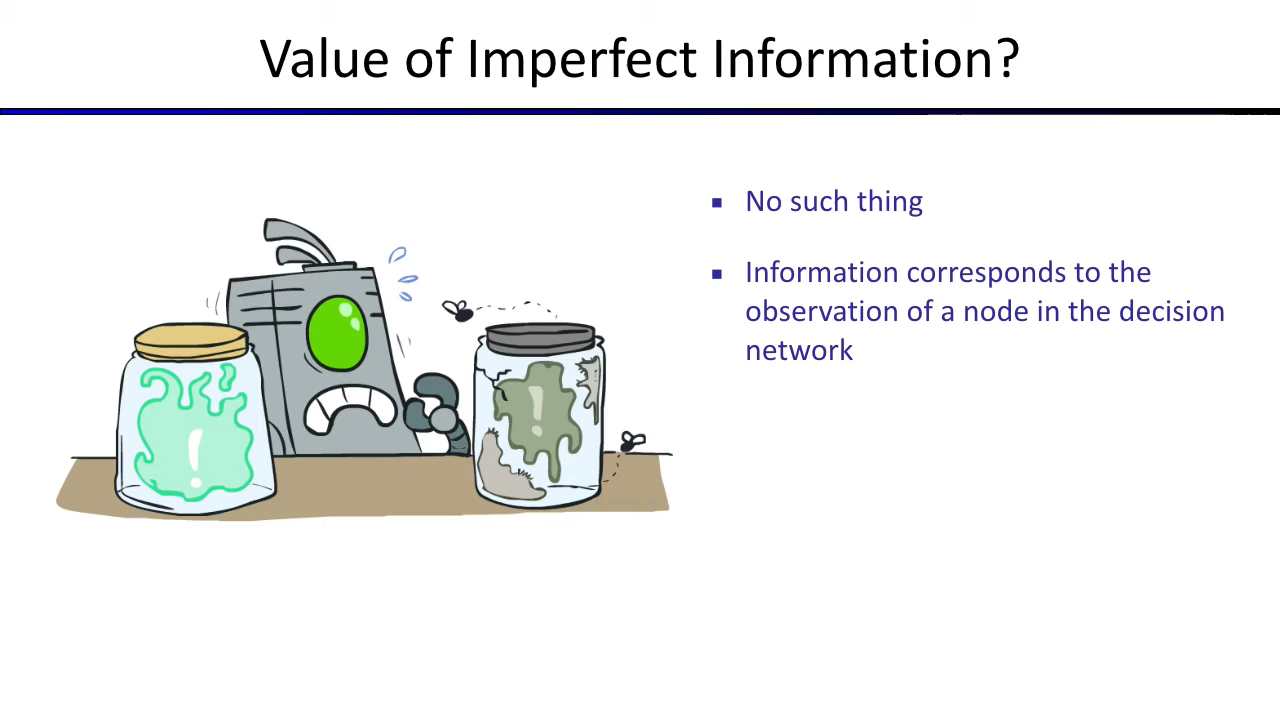 Value of Imperfect Information?
▪ No such thing
▪ Information corresponds to the
observation of a node in the decision
network
! !